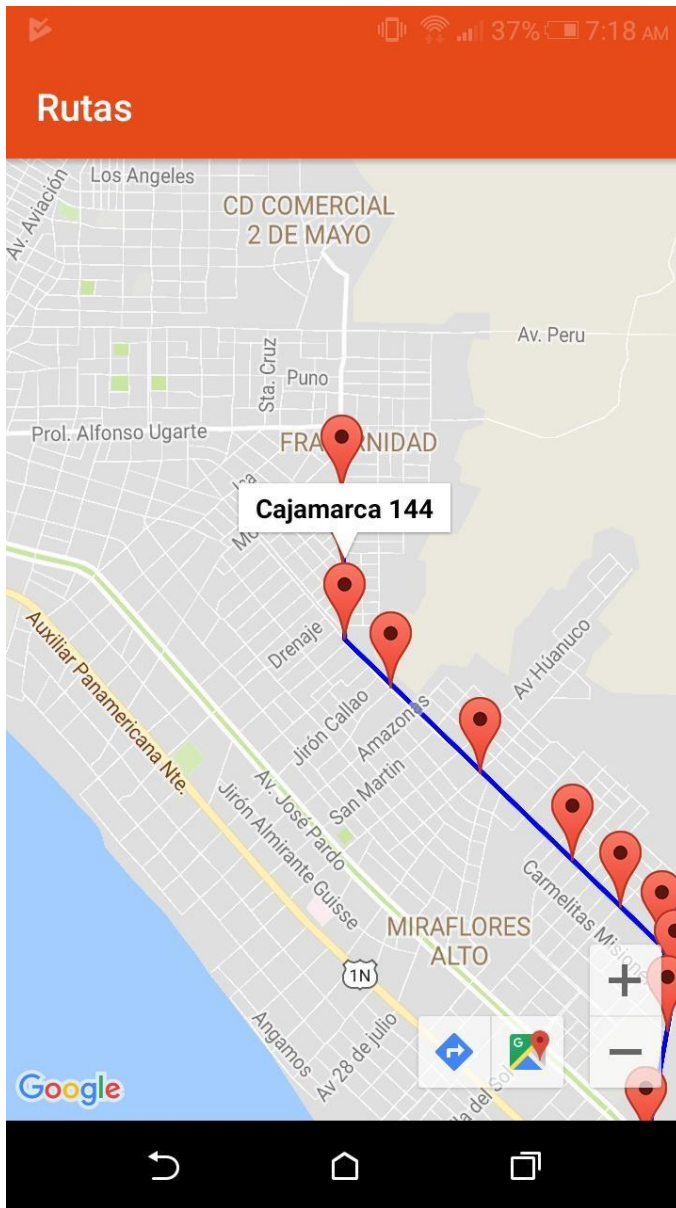 37% 7:18 AM
Rutas
Los Angeles
Av. Aviación
CD COMERCIAL
2 DE MAYO
Av. Peru
Sta. Cruz
Puno
Prol. Alfonso Ugarte
Ica
Cajamarca 144
Drenaje
Av Húanuco
Auxiliar Panamericana Nte.
Jirón Callao
Amazonas
San Martin
Av. José Pardo
Jirón Almirante Guisse
Carmelitas
MIRAFLORES
ALTO
1N
Angamos
Av 28 de julio
Google